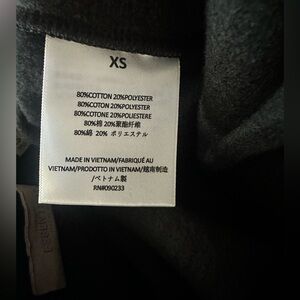 XS
80%COTTON 20%POLYESTER
80%COTON 20%POLYESTER
80%COTONE 20%POLIESTERE
80%棉 20%聚酯纤维
80%綿 20% ポリエステル
MADE IN VIETNAM/FABRIQUÉ AU
VIETNAM/PRODOTTO IN VIETNAM/越南制造
/ベトナム製
RN#090233